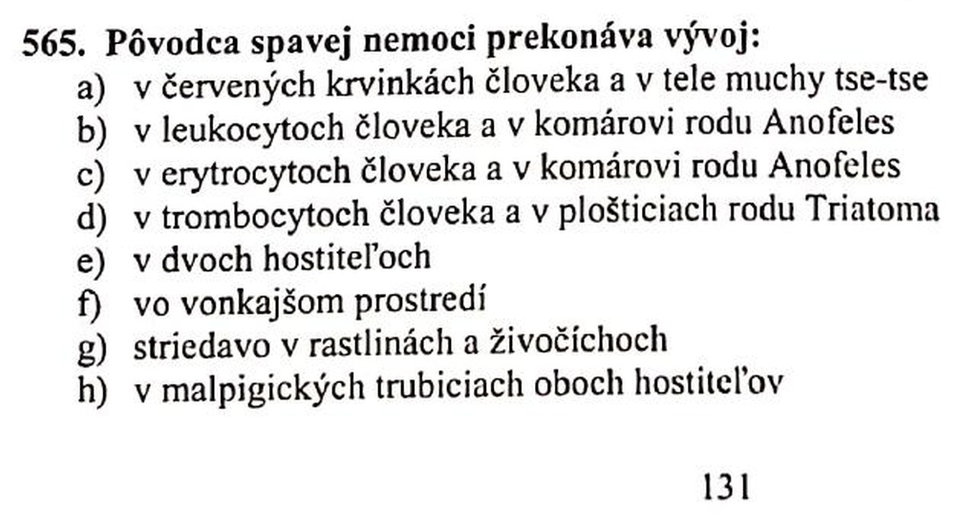 565. Pôvodca spavej nemoci prekonáva vývoj:
a) v červených krvinkách človeka a v tele muchy tse-tse
b) v leukocytoch človeka a v komárovi rodu Anofeles
c) v erytrocytoch človeka a v komárovi rodu Anofeles
d) v trombocytoch človeka a v plošticiach rodu Triatoma
e) v dvoch hostiteľoch
f) vo vonkajšom prostredí
g) striedavo v rastlinách a živočíchoch
h) v malpigických trubiciach oboch hostiteľov
131